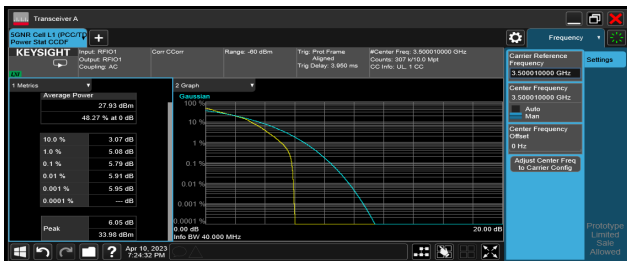 Transceiver A
5GNR Cell L1 (PCC/TD
Power Stat CCDF
KEYSIGHT
Input: RFIO1
Output: RFIO1
Coupling: AC
Corr CCorr
Range: -80 dBm
Trig: Prot Frame
Aligned
Trig Delay: 3.950 ms
#Center Freq: 3.500010000 GHz
Counts: 307 k/10.0 Mpt
CC Info: UL, 1 CC
1 Metrics
Average Power
27.93 dBm
48.27 % at 0 dB
10.0 % 3.07 dB
1.0 % 5.08 dB
0.1 % 5.79 dB
0.01 % 5.91 dB
0.001 % 5.95 dB
0.0001 % --- dB
Peak
6.05 dB
33.98 dBm
2 Graph
Gaussian
100 %
10 %
1 %
0.1 %
0.01 %
0.001 %
0.0001 %
0.00 dB
20.00 dB
Info BW 40.000 MHz
Frequency
Settings
Carrier Reference
Frequency
3.500010000 GHz
Center Frequency
3.500010000 GHz
Auto
Man
Center Frequency
Offset
0 Hz
Adjust Center Freq
to Carrier Config
Prototype
Limited
Sale
Allowed
?
Apr 10, 2023
7:24:32 PM